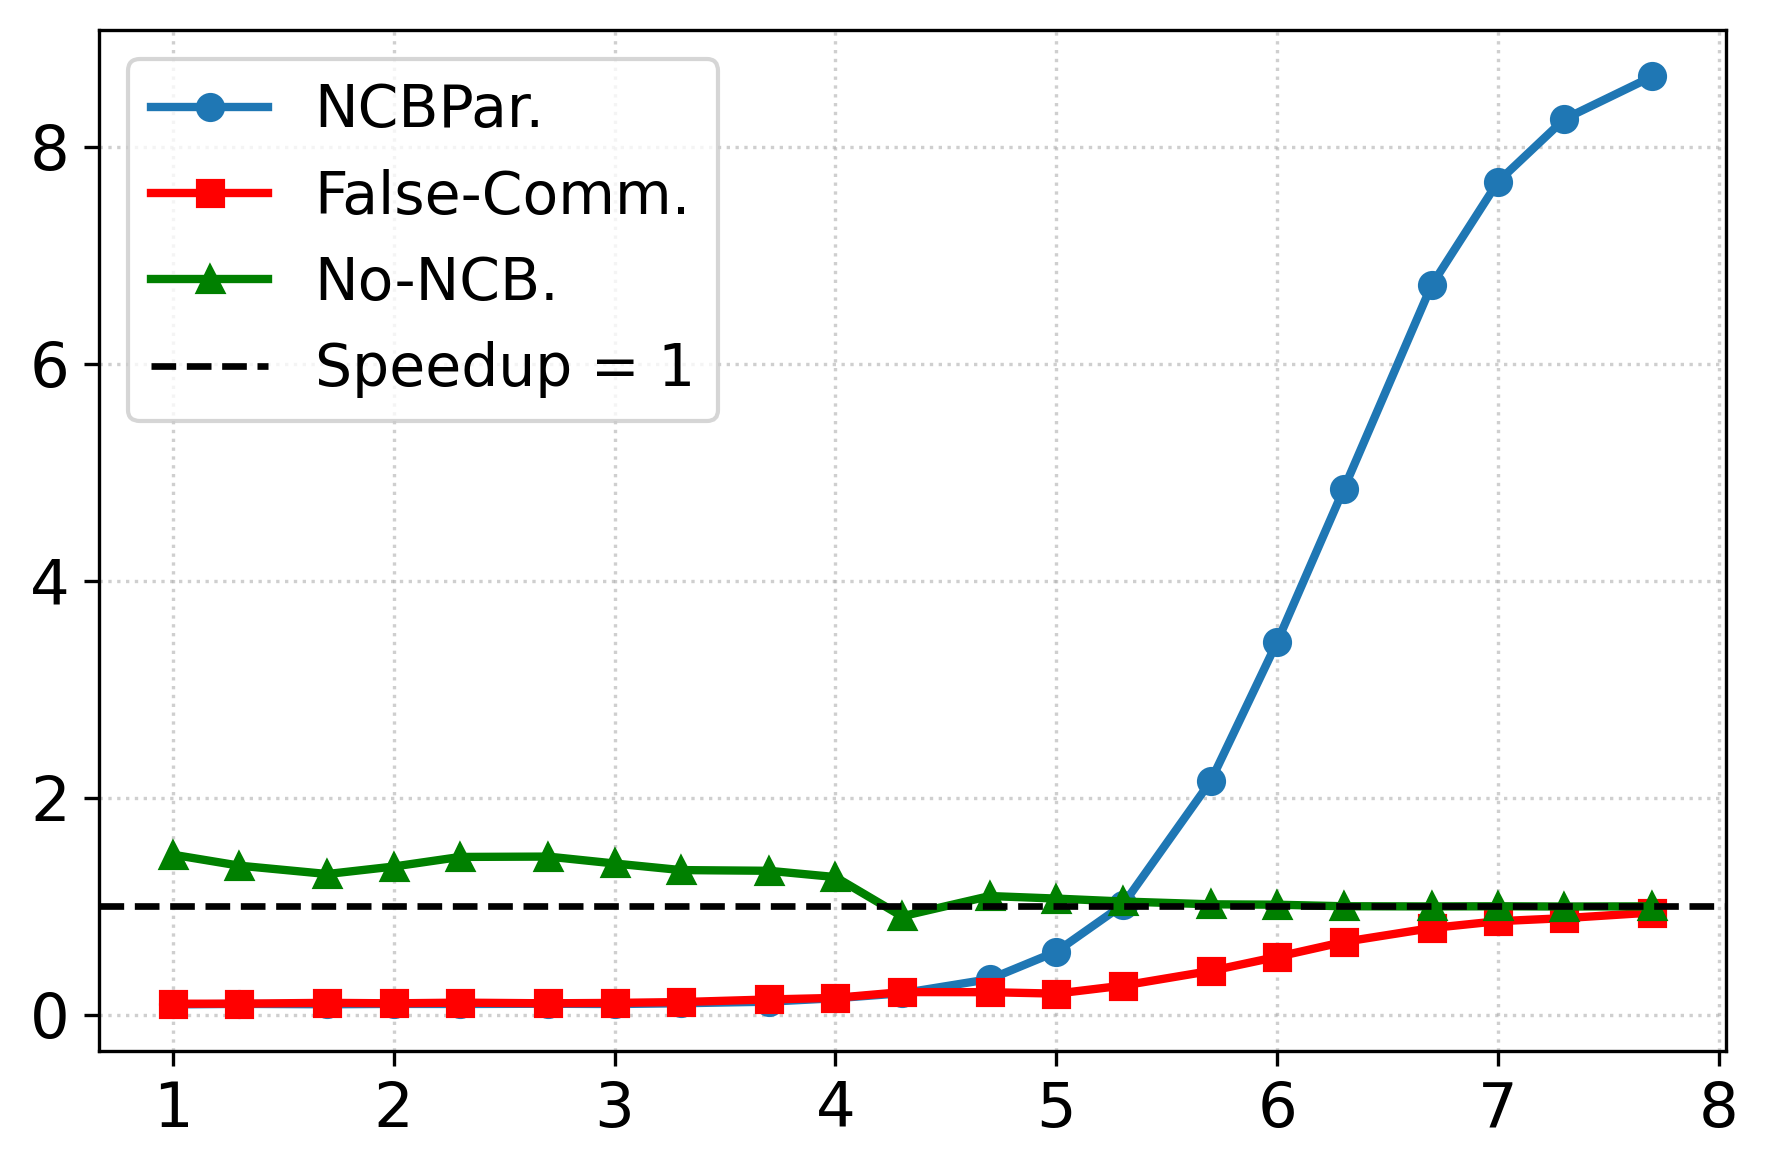 NCBPar.
False-Comm.
No-NCB.
Speedup = 1
8
6
4
2
0
1 2 3 4 5 6 7 8